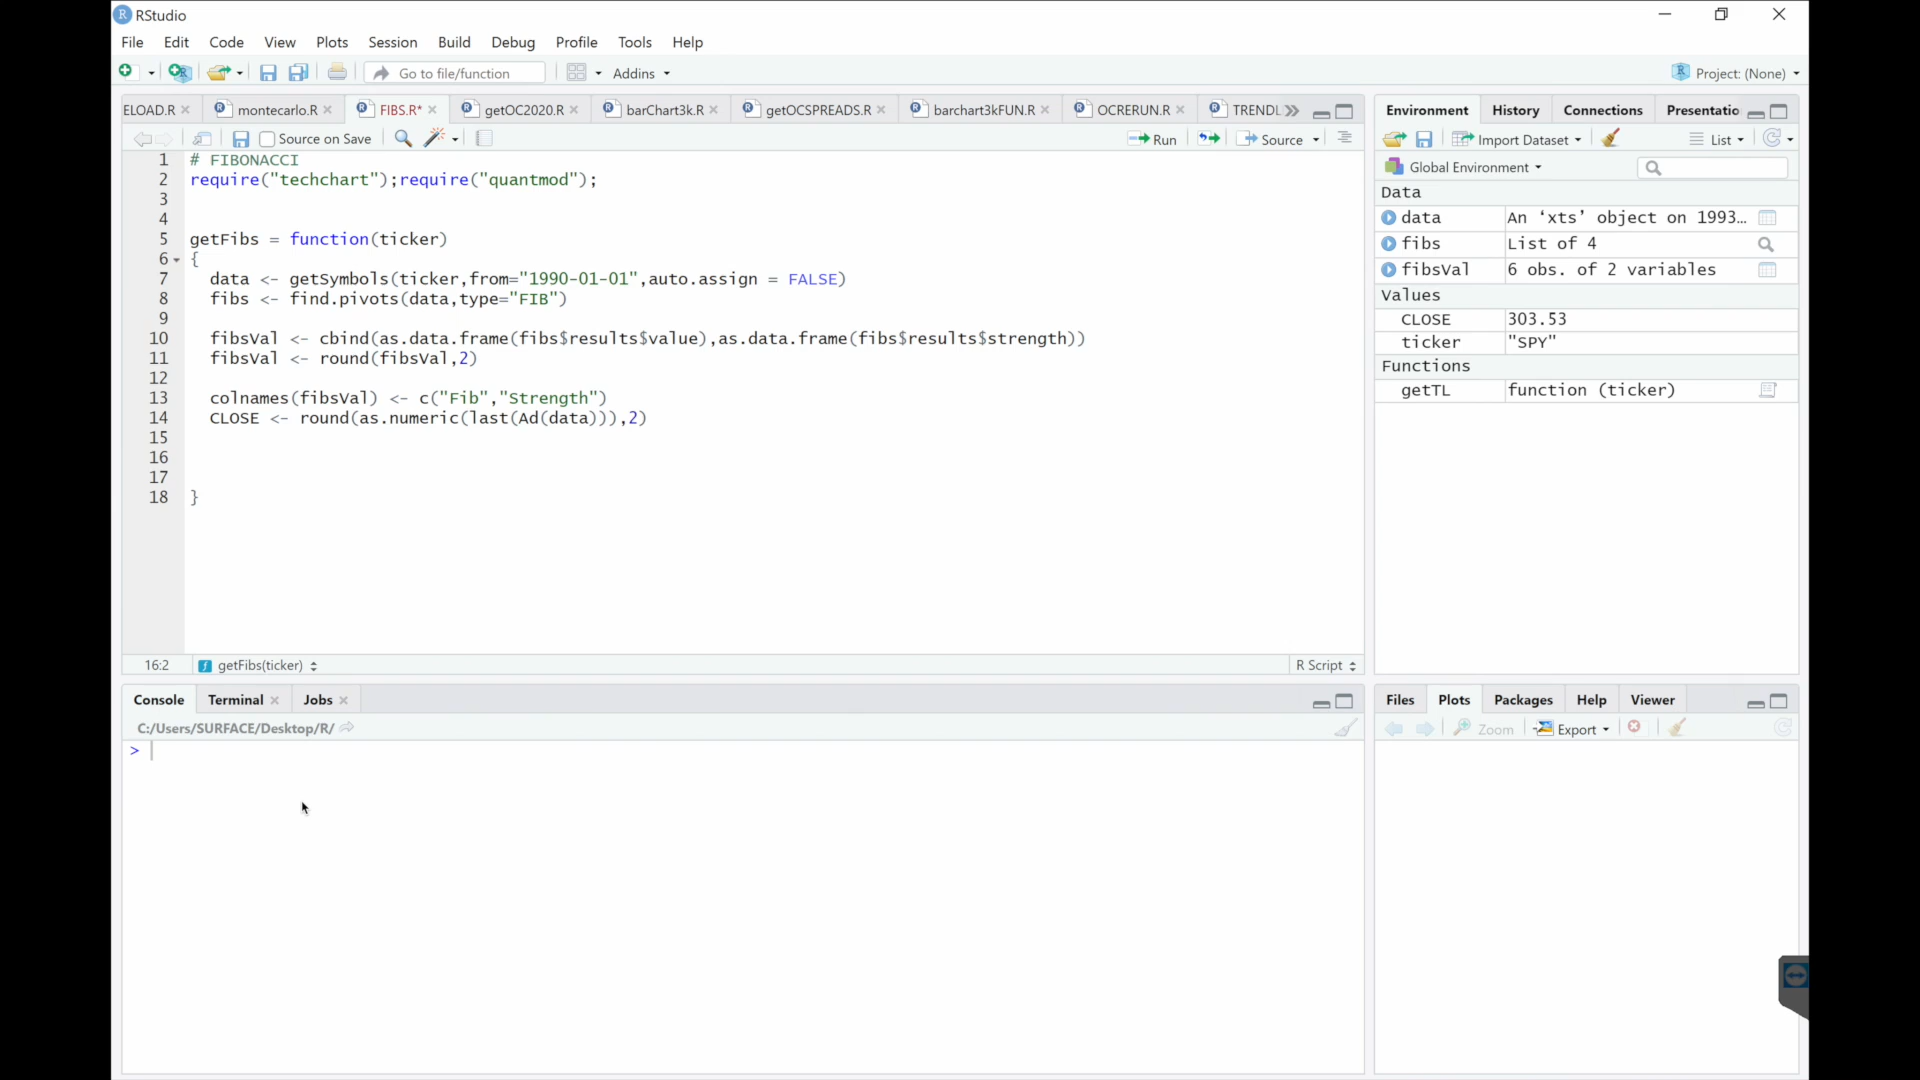 RStudio
File Edit Code View Plots Session Build Debug Profile Tools Help
Go to file/function Addins Project: (None)
ELOAD.R montecarlo.R FIBS.R* getOC2020.R barChart3k.R getOCSPREADS.R barchart3kFUN.R OCRERUN.R TRENDL
Source on Save Run Source
1 # FIBONACCI
2 require("techchart");require("quantmod");
3
4
5 getFibs = function(ticker)
6 {
7 data <- getSymbols(ticker,from="1990-01-01",auto.assign = FALSE)
8 fibs <- find.pivots(data,type="FIB")
9
10 fibsVal <- cbind(as.data.frame(fibs$results$value),as.data.frame(fibs$results$strength))
11 fibsVal <- round(fibsVal,2)
12
13 colnames(fibsVal) <- c("Fib","Strength")
14 CLOSE <- round(as.numeric(last(Ad(data))),2)
15
16
17
18 }
16:2 getFibs(ticker) R Script
Console Terminal Jobs
C:/Users/SURFACE/Desktop/R/
>
Environment History Connections Presentatio
Import Dataset List
Global Environment
Data
data An ‘xts’ object on 1993…
fibs List of 4
fibsVal 6 obs. of 2 variables
Values
CLOSE 303.53
ticker "SPY"
Functions
getTL function (ticker)
Files Plots Packages Help Viewer
Zoom Export